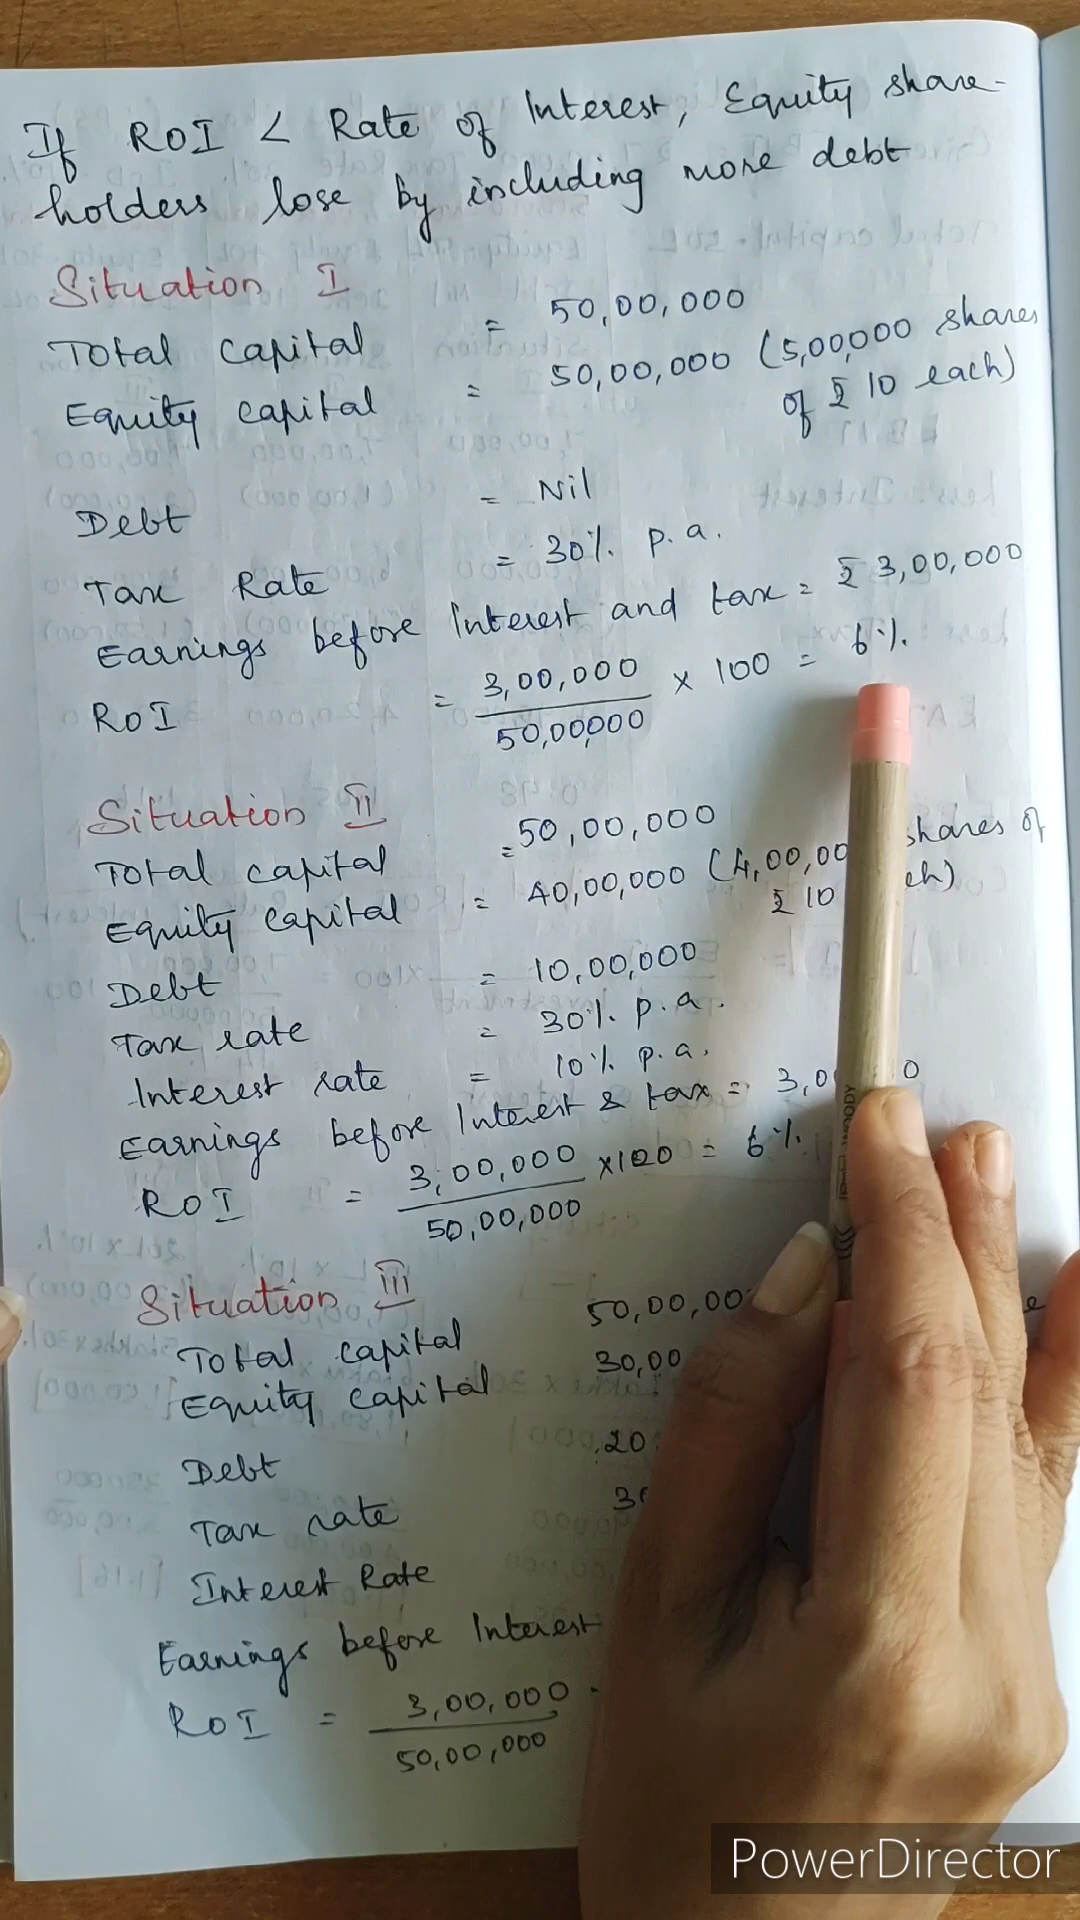 If ROI < Rate of Interest, Equity share-
holders lose by including more debt
Situation I
Total capital = 50,00,000
Equity capital = 50,00,000 (5,00,000 shares
of ₹ 10 each)
Debt = Nil
Tax Rate = 30% p.a.
Earnings before Interest and tax = ₹ 3,00,000
ROI = 3,00,000 / 50,00,000 × 100 = 6%
Situation II
Total capital = 50,00,000
Equity capital = 40,00,000 (4,00,00 shares of
₹ 10
Debt = 10,00,000
Tax rate = 30% p.a.
Interest rate = 10% p.a.
Earnings before Interest & tax = 3,0
ROI = 3,00,000 / 50,00,000 ×100 = 6%
Situation III
Total capital 50,00,00
Equity capital 30,00
Debt 20
Tax rate
Interest Rate
Earnings before Interest
ROI = 3,00,000 / 50,00,000
WOODY
PowerDirector